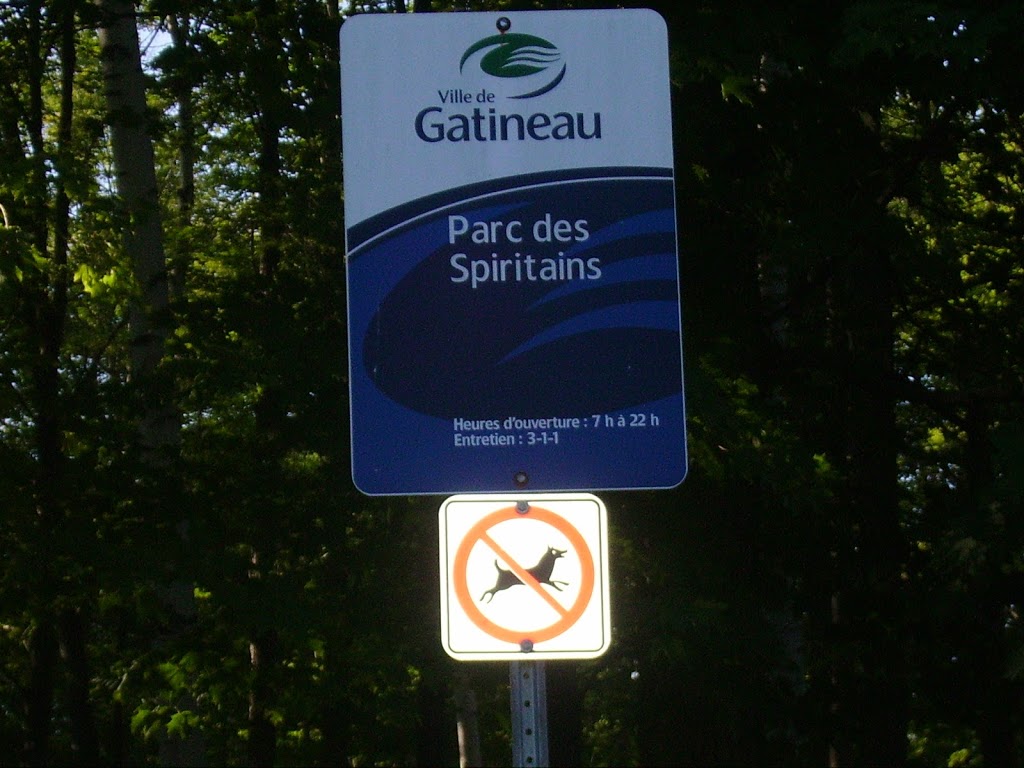 Ville de
Gatineau
Parc des
Spiritains
Heures d'ouverture : 7 h à 22 h
Entretien : 3-1-1